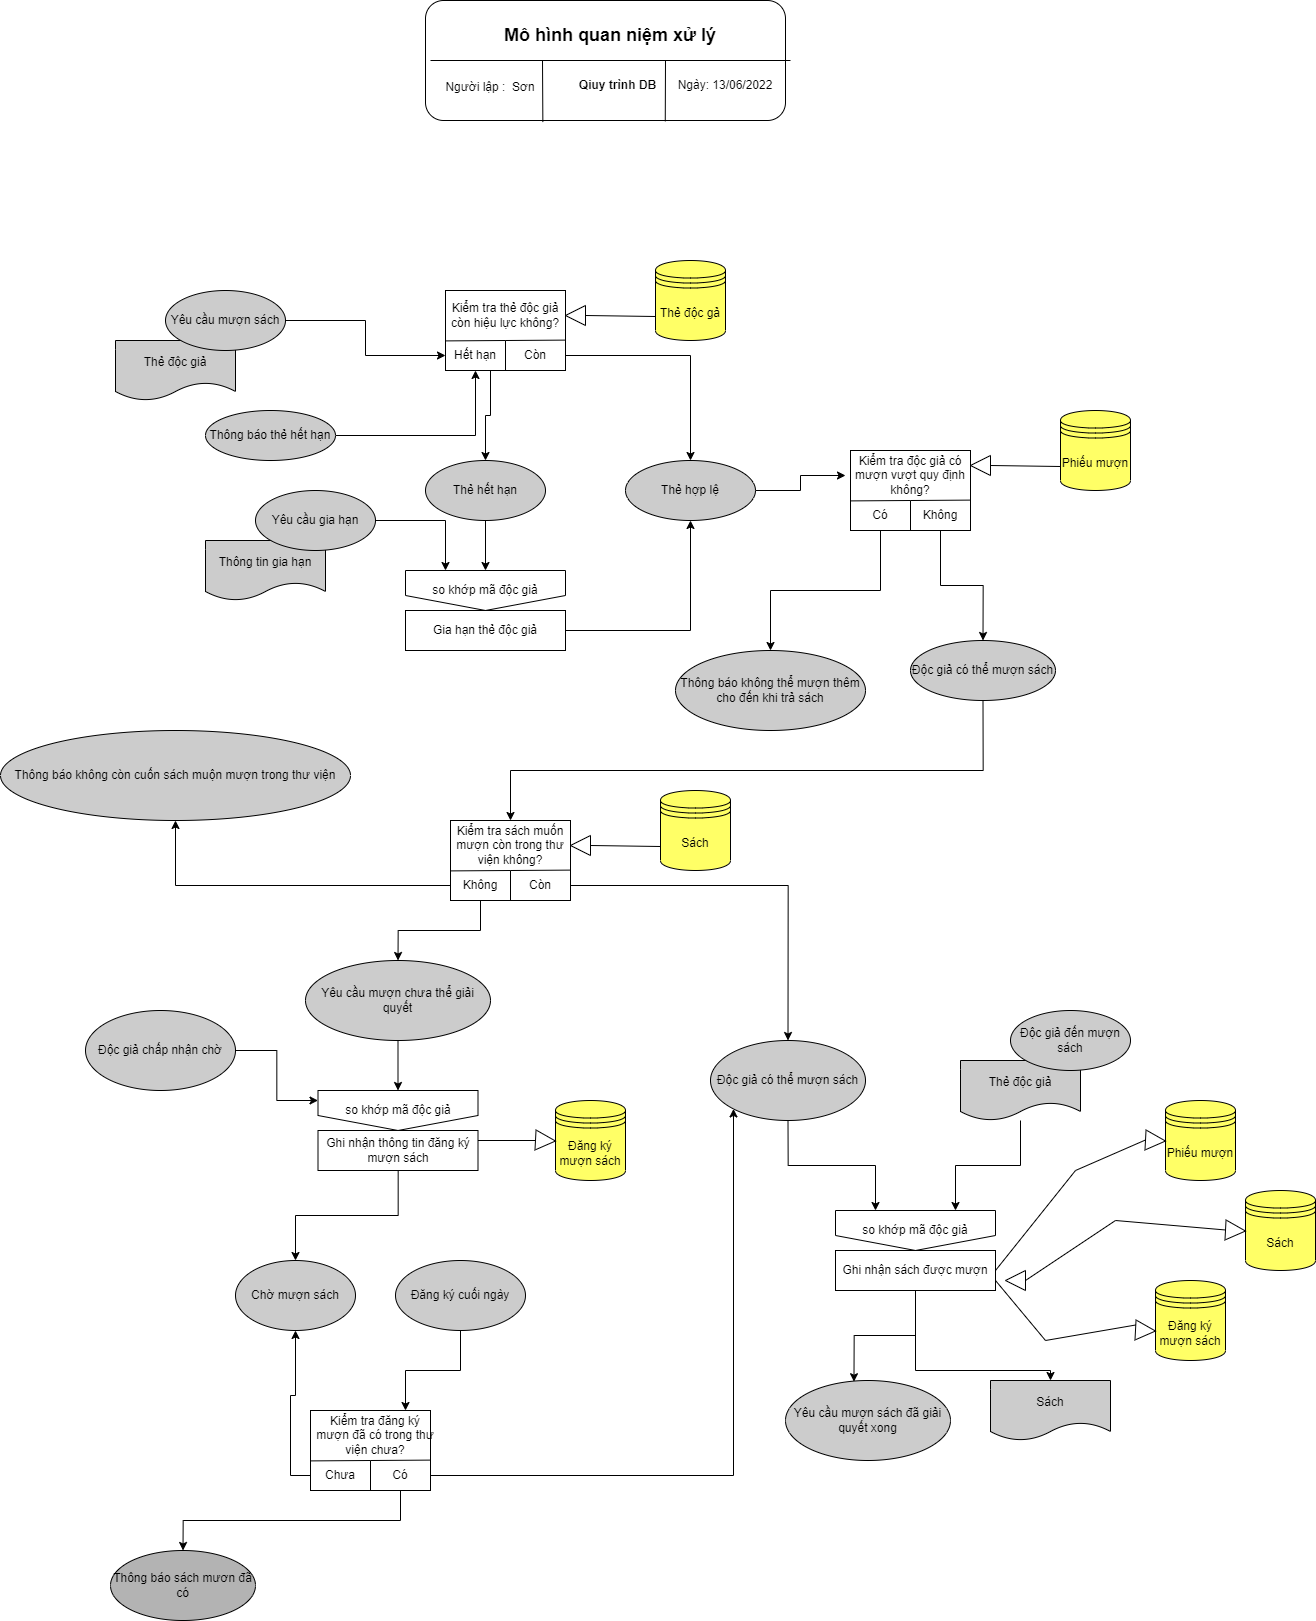 Mô hình quan niệm xử lý
Người lập : Sơn
Qiuy trình DB
Ngày: 13/06/2022
Yêu cầu mượn sách
Thẻ độc giả
Kiểm tra thẻ độc giả
còn hiệu lực không?
Hết hạn
Còn
Thẻ độc gả
Thông báo thẻ hết hạn
Thẻ hết hạn
Thẻ hợp lệ
Kiểm tra độc giả có
mượn vượt quy định
không?
Có
Không
Phiếu mượn
Yêu cầu gia hạn
Thông tin gia hạn
so khớp mã độc giả
Gia hạn thẻ độc giả
Thông báo không thể mượn thêm
cho đến khi trả sách
Độc giả có thể mượn sách
Thông báo không còn cuốn sách muộn mượn trong thư viện
Kiểm tra sách muốn
mượn còn trong thư
viện không?
Không
Còn
Sách
Yêu cầu mượn chưa thể giải
quyết
Độc giả chấp nhận chờ
so khớp mã độc giả
Ghi nhận thông tin đăng ký
mượn sách
Đăng ký
mượn sách
Độc giả có thể mượn sách
Độc giả đến mượn
sách
Thẻ độc giả
Phiếu mượn
so khớp mã độc giả
Ghi nhận sách được mượn
Sách
Đăng ký
mượn sách
Chờ mượn sách
Đăng ký cuối ngày
Yêu cầu mượn sách đã giải
quyết xong
Sách
Kiểm tra đăng ký
mượn đã có trong thư
viện chưa?
Chưa
Có
Thông báo sách mươn đã
có